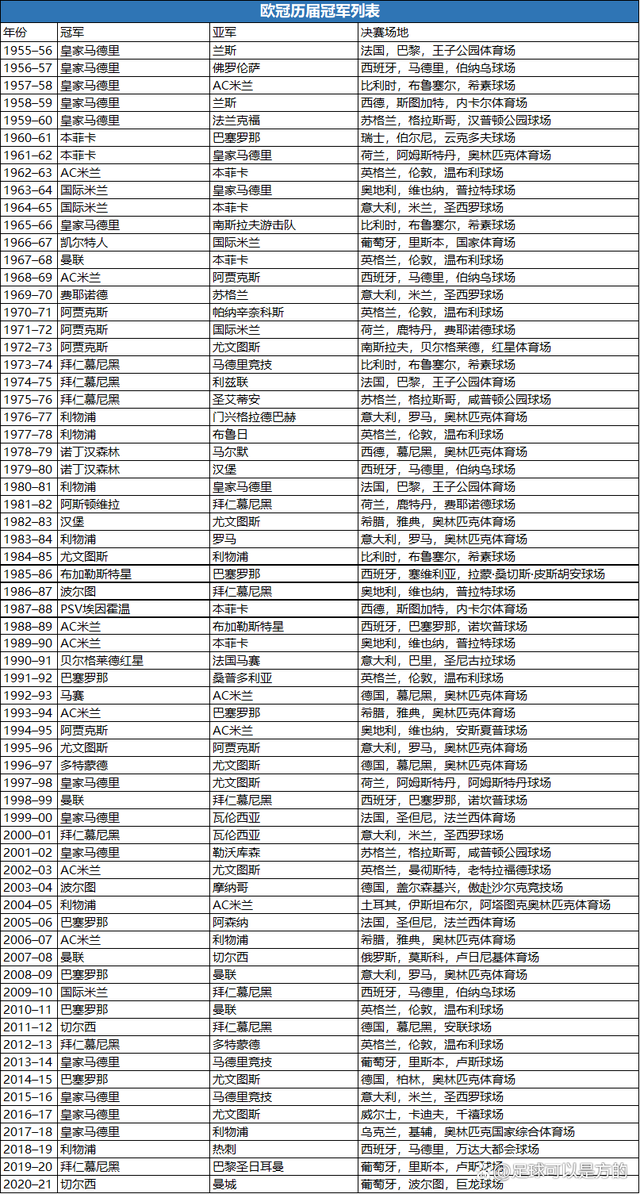 欧冠历届冠军列表
年份 冠军 亚军 决赛场地
1955–56 皇家马德里 兰斯 法国，巴黎，王子公园体育场
1956–57 皇家马德里 佛罗伦萨 西班牙，马德里，伯纳乌球场
1957–58 皇家马德里 AC米兰 比利时，布鲁塞尔，希素球场
1958–59 皇家马德里 兰斯 西德，斯图加特，内卡尔体育场
1959–60 皇家马德里 法兰克福 苏格兰，格拉斯哥，汉普顿公园球场
1960–61 本菲卡 巴塞罗那 瑞士，伯尔尼，云克多夫球场
1961–62 本菲卡 皇家马德里 荷兰，阿姆斯特丹，奥林匹克体育场
1962–63 AC米兰 本菲卡 英格兰，伦敦，温布利球场
1963–64 国际米兰 皇家马德里 奥地利，维也纳，普拉特球场
1964–65 国际米兰 本菲卡 意大利，米兰，圣西罗球场
1965–66 皇家马德里 南斯拉夫游击队 比利时，布鲁塞尔，希素球场
1966–67 凯尔特人 国际米兰 葡萄牙，里斯本，国家体育场
1967–68 曼联 本菲卡 英格兰，伦敦，温布利球场
1968–69 AC米兰 阿贾克斯 西班牙，马德里，伯纳乌球场
1969–70 费耶诺德 苏格兰 意大利，米兰，圣西罗球场
1970–71 阿贾克斯 帕纳辛奈科斯 英格兰，伦敦，温布利球场
1971–72 阿贾克斯 国际米兰 荷兰，鹿特丹，费耶诺德球场
1972–73 阿贾克斯 尤文图斯 南斯拉夫，贝尔格莱德，红星体育场
1973–74 拜仁慕尼黑 马德里竞技 比利时，布鲁塞尔，希素球场
1974–75 拜仁慕尼黑 利兹联 法国，巴黎，王子公园体育场
1975–76 拜仁慕尼黑 圣艾蒂安 苏格兰，格拉斯哥，咸普顿公园球场
1976–77 利物浦 门兴格拉德巴赫 意大利，罗马，奥林匹克体育场
1977–78 利物浦 布鲁日 英格兰，伦敦，温布利球场
1978–79 诺丁汉森林 马尔默 西德，慕尼黑，奥林匹克体育场
1979–80 诺丁汉森林 汉堡 西班牙，马德里，伯纳乌球场
1980–81 利物浦 皇家马德里 法国，巴黎，王子公园体育场
1981–82 阿斯顿维拉 拜仁慕尼黑 荷兰，鹿特丹，费耶诺德球场
1982–83 汉堡 尤文图斯 希腊，雅典，奥林匹克体育场
1983–84 利物浦 罗马 意大利，罗马，奥林匹克体育场
1984–85 尤文图斯 利物浦 比利时，布鲁塞尔，希素球场
1985–86 布加勒斯特星 巴塞罗那 西班牙，塞维利亚，拉蒙·桑切斯·皮斯胡安球场
1986–87 波尔图 拜仁慕尼黑 奥地利，维也纳，普拉特球场
1987–88 PSV埃因霍温 本菲卡 西德，斯图加特，内卡尔体育场
1988–89 AC米兰 布加勒斯特星 西班牙，巴塞罗那，诺坎普球场
1989–90 AC米兰 本菲卡 奥地利，维也纳，普拉特球场
1990–91 贝尔格莱德红星 法国马赛 意大利，巴里，圣尼古拉球场
1991–92 巴塞罗那 桑普多利亚 英格兰，伦敦，温布利球场
1992–93 马赛 AC米兰 德国，慕尼黑，奥林匹克体育场
1993–94 AC米兰 巴塞罗那 希腊，雅典，奥林匹克体育场
1994–95 阿贾克斯 AC米兰 奥地利，维也纳，安斯夏普球场
1995–96 尤文图斯 阿贾克斯 意大利，罗马，奥林匹克体育场
1996–97 多特蒙德 尤文图斯 德国，慕尼黑，奥林匹克体育场
1997–98 皇家马德里 尤文图斯 荷兰，阿姆斯特丹，阿姆斯特丹球场
1998–99 曼联 拜仁慕尼黑 西班牙，巴塞罗那，诺坎普球场
1999–00 皇家马德里 瓦伦西亚 法国，圣但尼，法兰西体育场
2000–01 拜仁慕尼黑 瓦伦西亚 意大利，米兰，圣西罗球场
2001–02 皇家马德里 勒沃库森 苏格兰，格拉斯哥，咸普顿公园球场
2002–03 AC米兰 尤文图斯 英格兰，曼彻斯特，老特拉福德球场
2003–04 波尔图 摩纳哥 德国，盖尔森基兴，傲赴沙尔克竞技场
2004–05 利物浦 AC米兰 土耳其，伊斯坦布尔，阿塔图克奥林匹克体育场
2005–06 巴塞罗那 阿森纳 法国，圣但尼，法兰西体育场
2006–07 AC米兰 利物浦 希腊，雅典，奥林匹克体育场
2007–08 曼联 切尔西 俄罗斯，莫斯科，卢日尼基体育场
2008–09 巴塞罗那 曼联 意大利，罗马，奥林匹克体育场
2009–10 国际米兰 拜仁慕尼黑 西班牙，马德里，伯纳乌球场
2010–11 巴塞罗那 曼联 英格兰，伦敦，温布利球场
2011–12 切尔西 拜仁慕尼黑 德国，慕尼黑，安联球场
2012–13 拜仁慕尼黑 多特蒙德 英格兰，伦敦，温布利球场
2013–14 皇家马德里 马德里竞技 葡萄牙，里斯本，卢斯球场
2014–15 巴塞罗那 尤文图斯 德国，柏林，奥林匹克体育场
2015–16 皇家马德里 马德里竞技 意大利，米兰，圣西罗球场
2016–17 皇家马德里 尤文图斯 威尔士，卡迪夫，千禧球场
2017–18 皇家马德里 利物浦 乌克兰，基辅，奥林匹克国家综合体育场
2018–19 利物浦 热刺 西班牙，马德里，万达大都会球场
2019–20 拜仁慕尼黑 巴黎圣日耳曼 葡萄牙，里斯本，卢斯球场
2020–21 切尔西 曼城 葡萄牙，波尔图，巨龙球场
@足球可以是方的